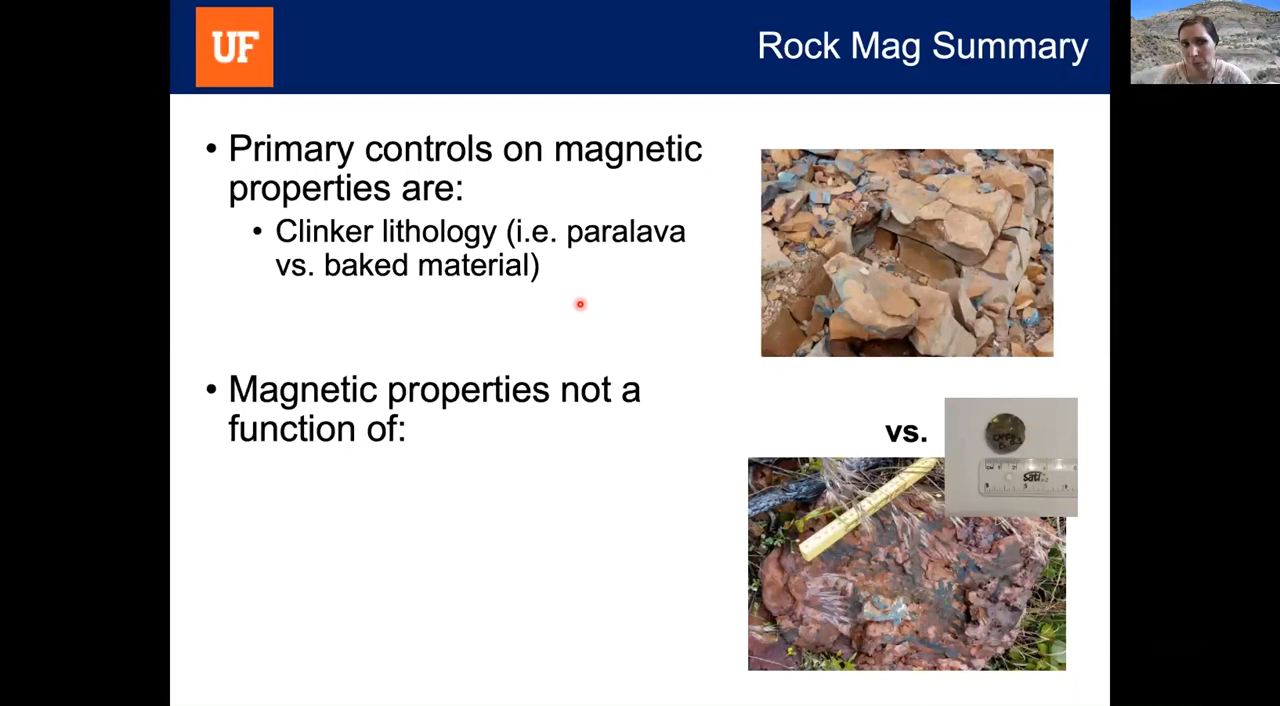 UF
Rock Mag Summary
• Primary controls on magnetic
properties are:
• Clinker lithology (i.e. paralava
vs. baked material)
• Magnetic properties not a
function of:
vs.